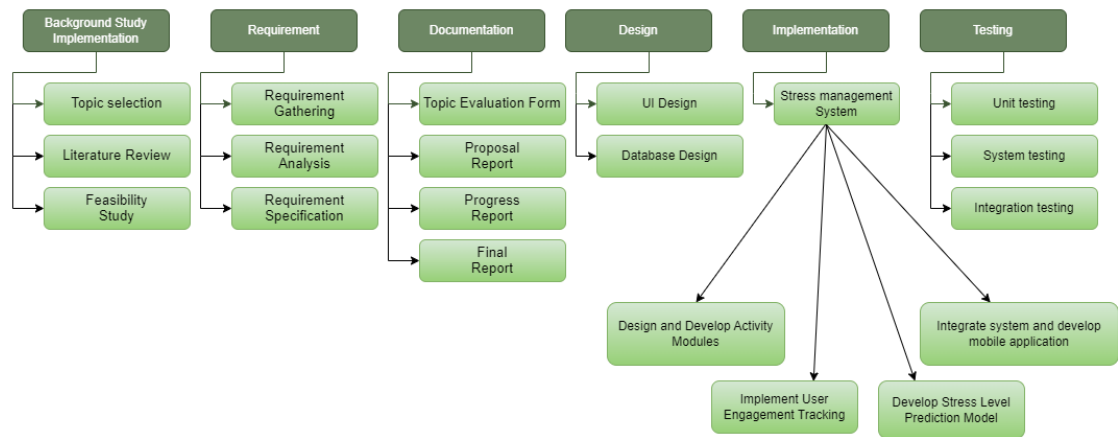 Background Study
Implementation
Requirement
Documentation
Design
Implementation
Testing
Topic selection
Literature Review
Feasibility
Study
Requirement
Gathering
Requirement
Analysis
Requirement
Specification
Topic Evaluation Form
Proposal
Report
Progress
Report
Final
Report
UI Design
Database Design
Stress management
System
Design and Develop Activity
Modules
Implement User
Engagement Tracking
Develop Stress Level
Prediction Model
Integrate system and develop
mobile application
Unit testing
System testing
Integration testing